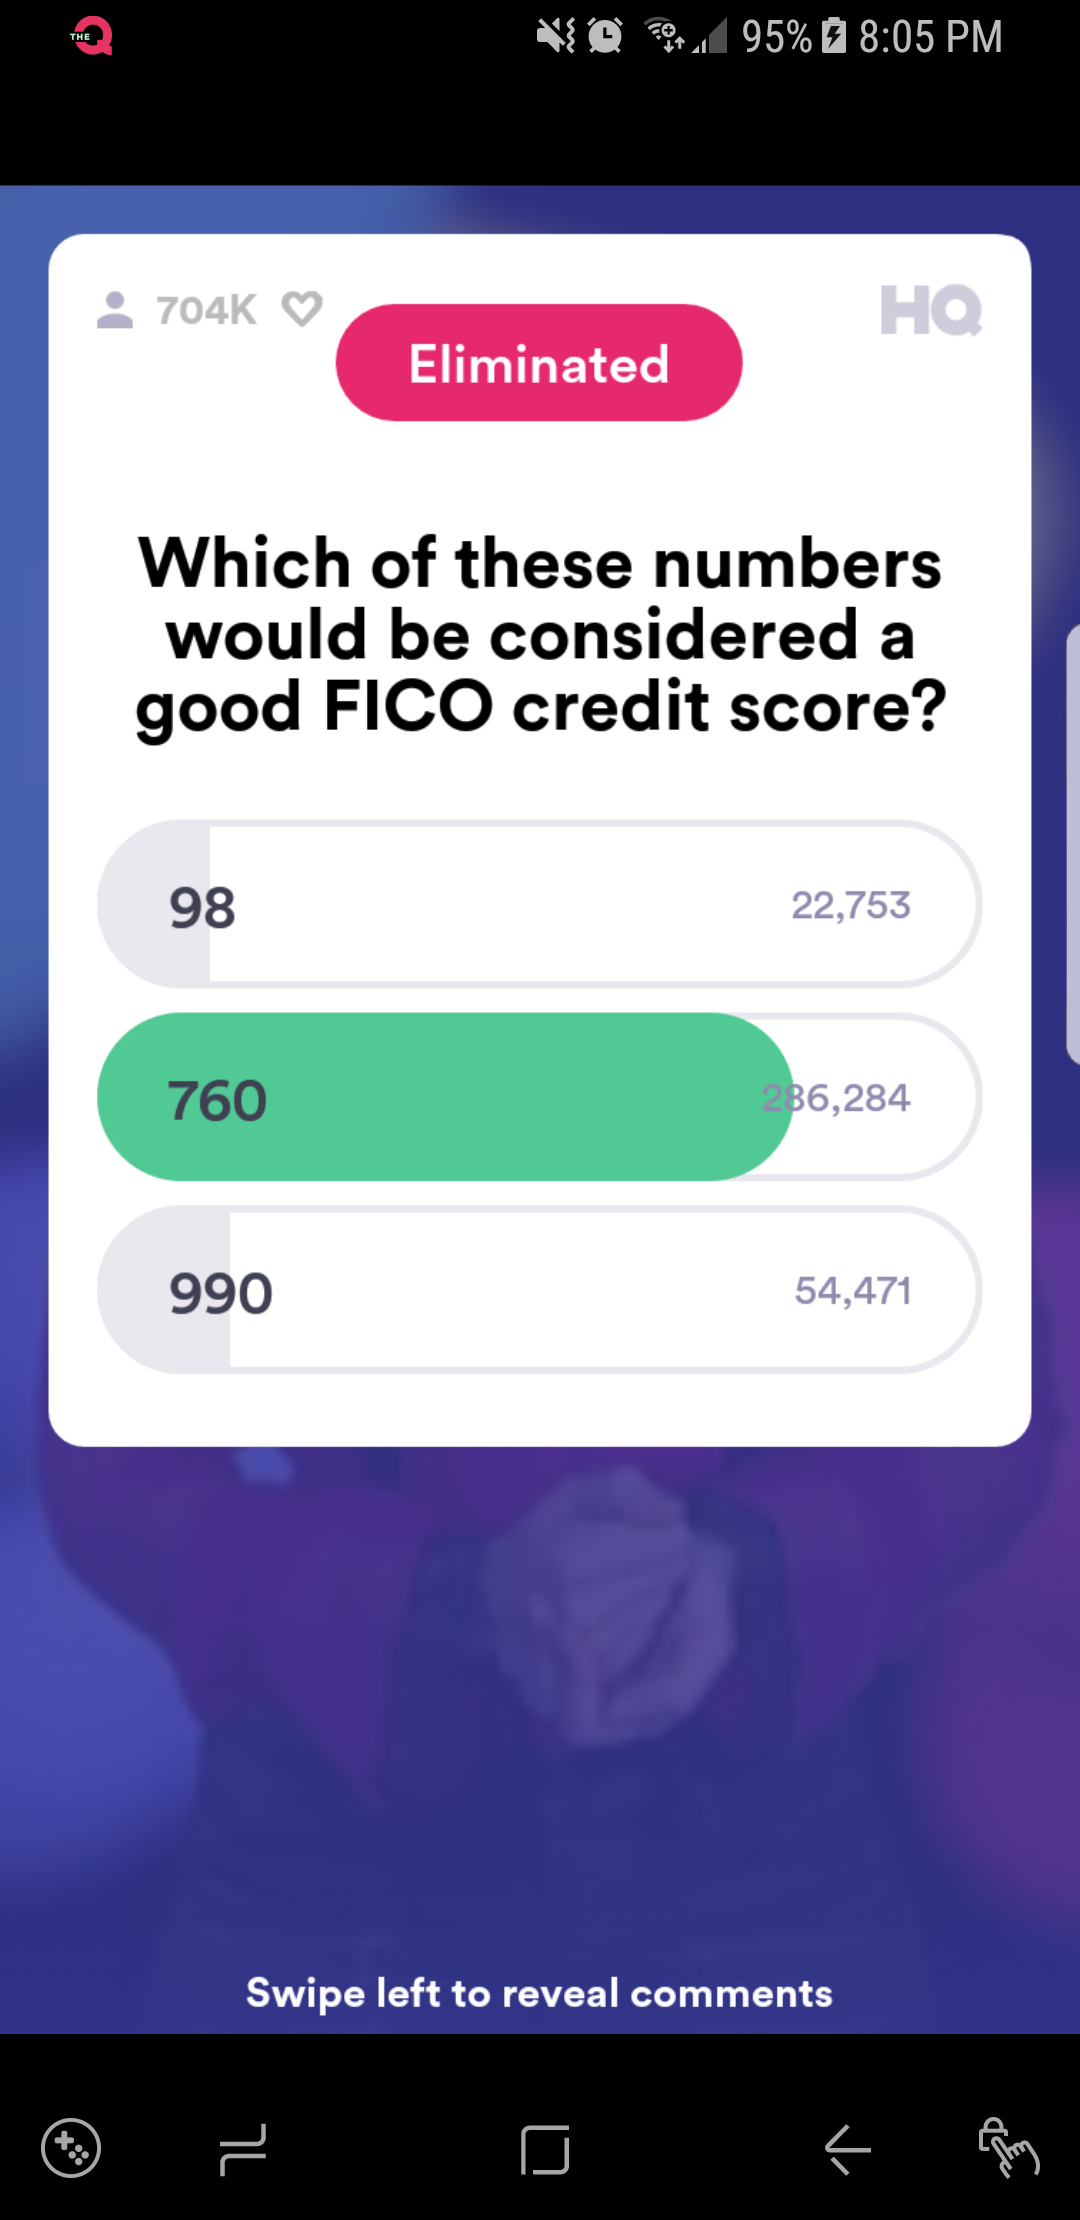 THE Q 95% 8:05 PM
704K HQ
Eliminated
Which of these numbers
would be considered a
good FICO credit score?
98 22,753
760 286,284
990 54,471
Swipe left to reveal comments